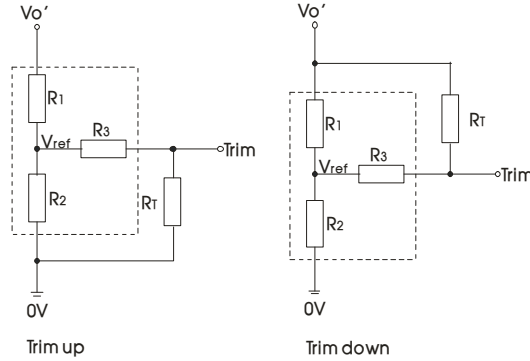 Vo'
R1
R3
Vref
Trim
R2
RT
0V
Trim up
Vo'
R1
RT
R3
Vref
Trim
R2
0V
Trim down